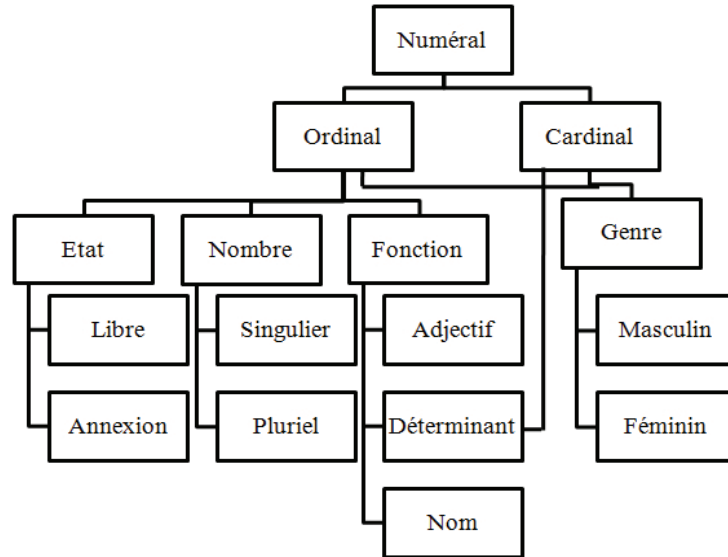 Numéral
Ordinal
Cardinal
Etat
Nombre
Fonction
Genre
Libre
Singulier
Adjectif
Masculin
Annexion
Pluriel
Déterminant
Féminin
Nom